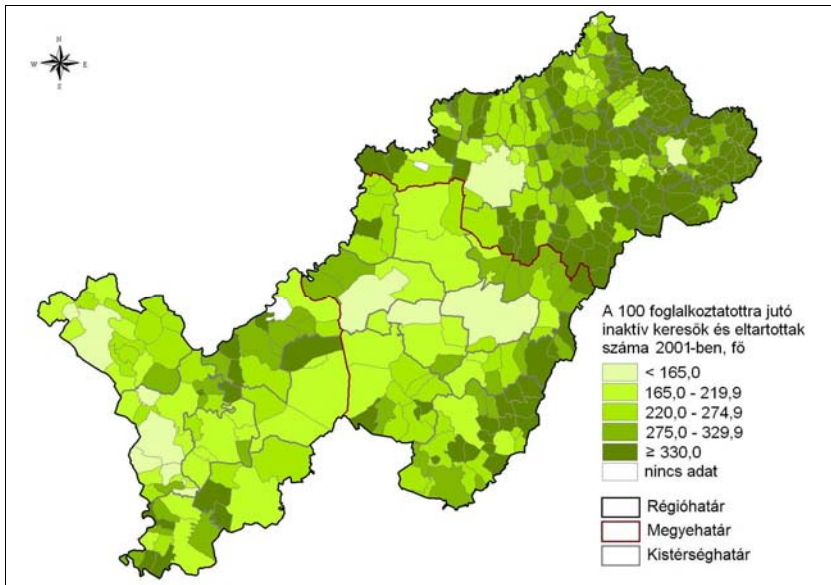 N
W E
S
A 100 foglalkoztatottra jutó
inaktív keresők és eltartottak
száma 2001-ben, fő
< 165,0
165,0 - 219,9
220,0 - 274,9
275,0 - 329,9
≥ 330,0
nincs adat
Régióhatár
Megyehatár
Kistérséghatár